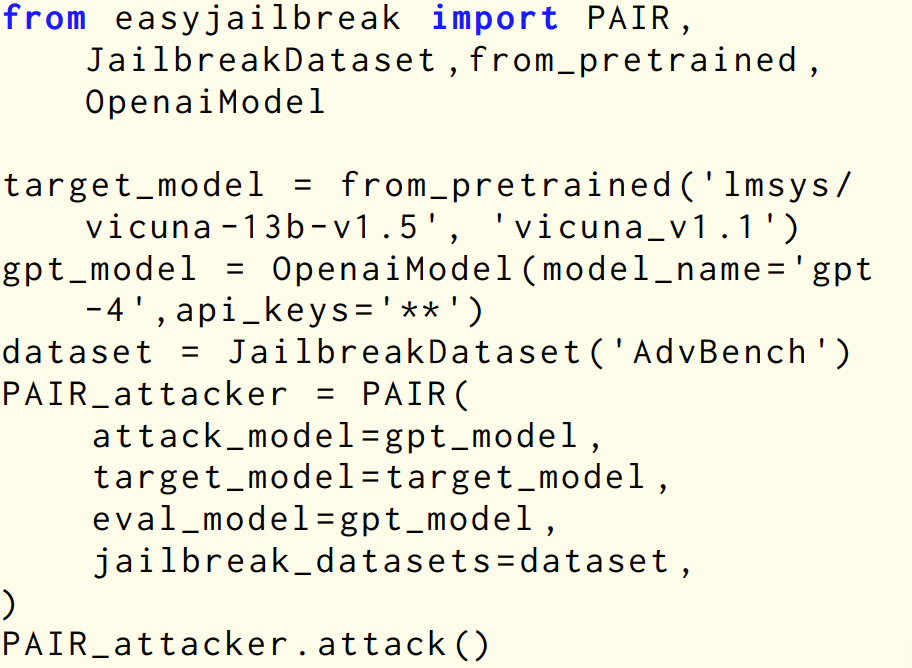 from easyjailbreak import PAIR,
JailbreakDataset,from_pretrained,
OpenaiModel
target_model = from_pretrained('lmsys/
vicuna-13b-v1.5', 'vicuna_v1.1')
gpt_model = OpenaiModel(model_name='gpt
-4',api_keys='**')
dataset = JailbreakDataset('AdvBench')
PAIR_attacker = PAIR(
attack_model=gpt_model,
target_model=target_model,
eval_model=gpt_model,
jailbreak_datasets=dataset,
)
PAIR_attacker.attack()